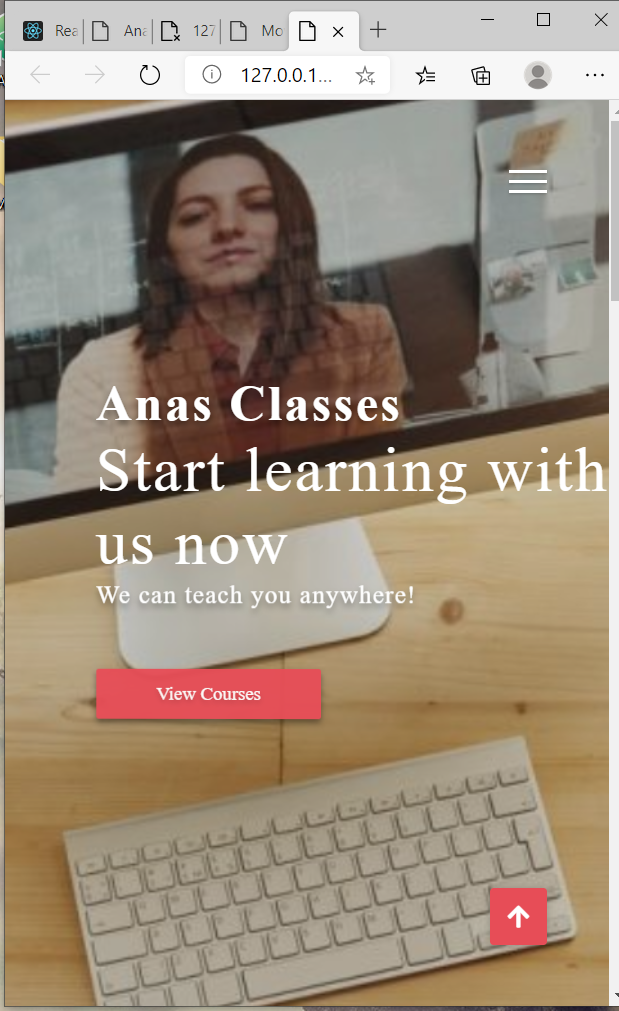 Rea
Ana
127
Mo
127.0.0.1...
Anas Classes
Start learning with
us now
We can teach you anywhere!
View Courses